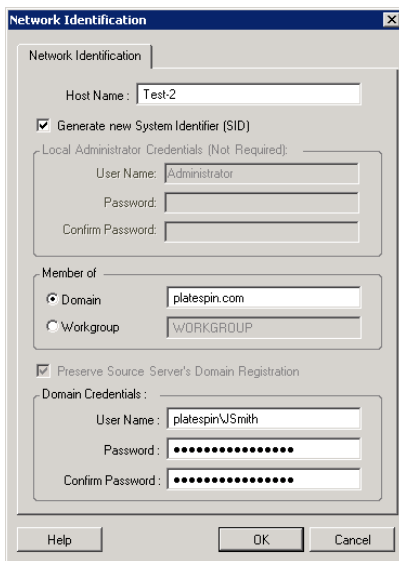 Network Identification
Network Identification
Host Name : Test-2
Generate new System Identifier (SID)
Local Administrator Credentials (Not Required):
User Name: Administrator
Password:
Confirm Password:
Member of
Domain platespin.com
Workgroup WORKGROUP
Preserve Source Server's Domain Registration
Domain Credentials :
User Name : platespin\JSmith
Password : ●●●●●●●●●●●●●●●●
Confirm Password : ●●●●●●●●●●●●●●●●
Help OK Cancel